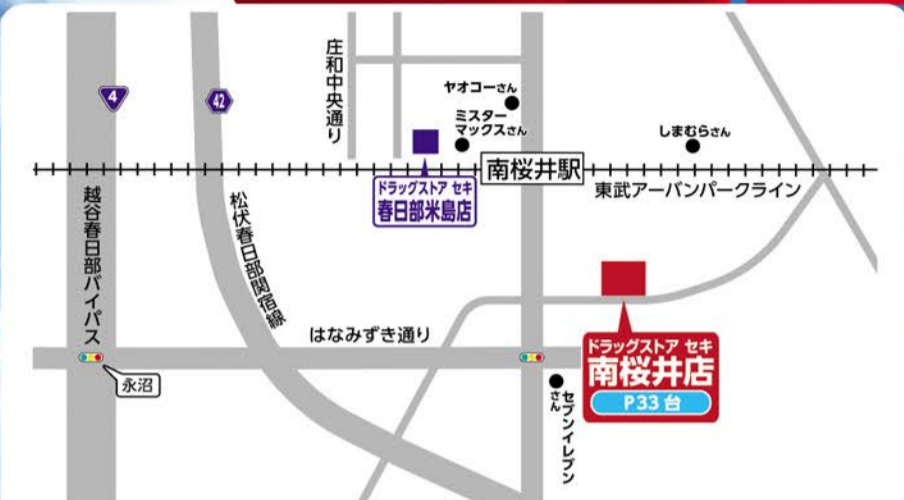 4
42
庄和中央通り
ヤオコーさん
ミスター
マックスさん
しまむらさん
南桜井駅
東武アーバンパークライン
ドラッグストア セキ
春日部米島店
越谷春日部バイパス
松伏春日部関宿線
はなみずき通り
永沼
ドラッグストア セキ
南桜井店
P33台
セブンイレブン
さん